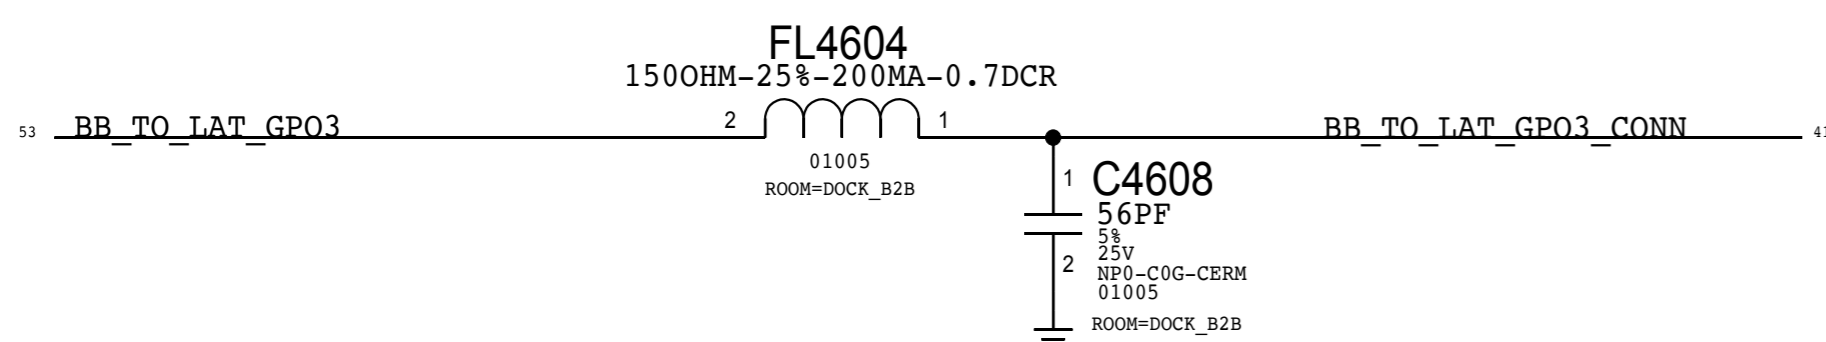 FL4604
150OHM-25%-200MA-0.7DCR
53 BB_TO_LAT_GPO3 2 1 BB_TO_LAT_GPO3_CONN 41
01005
ROOM=DOCK_B2B
1 C4608
56PF
5%
25V
2 NP0-C0G-CERM
01005
ROOM=DOCK_B2B